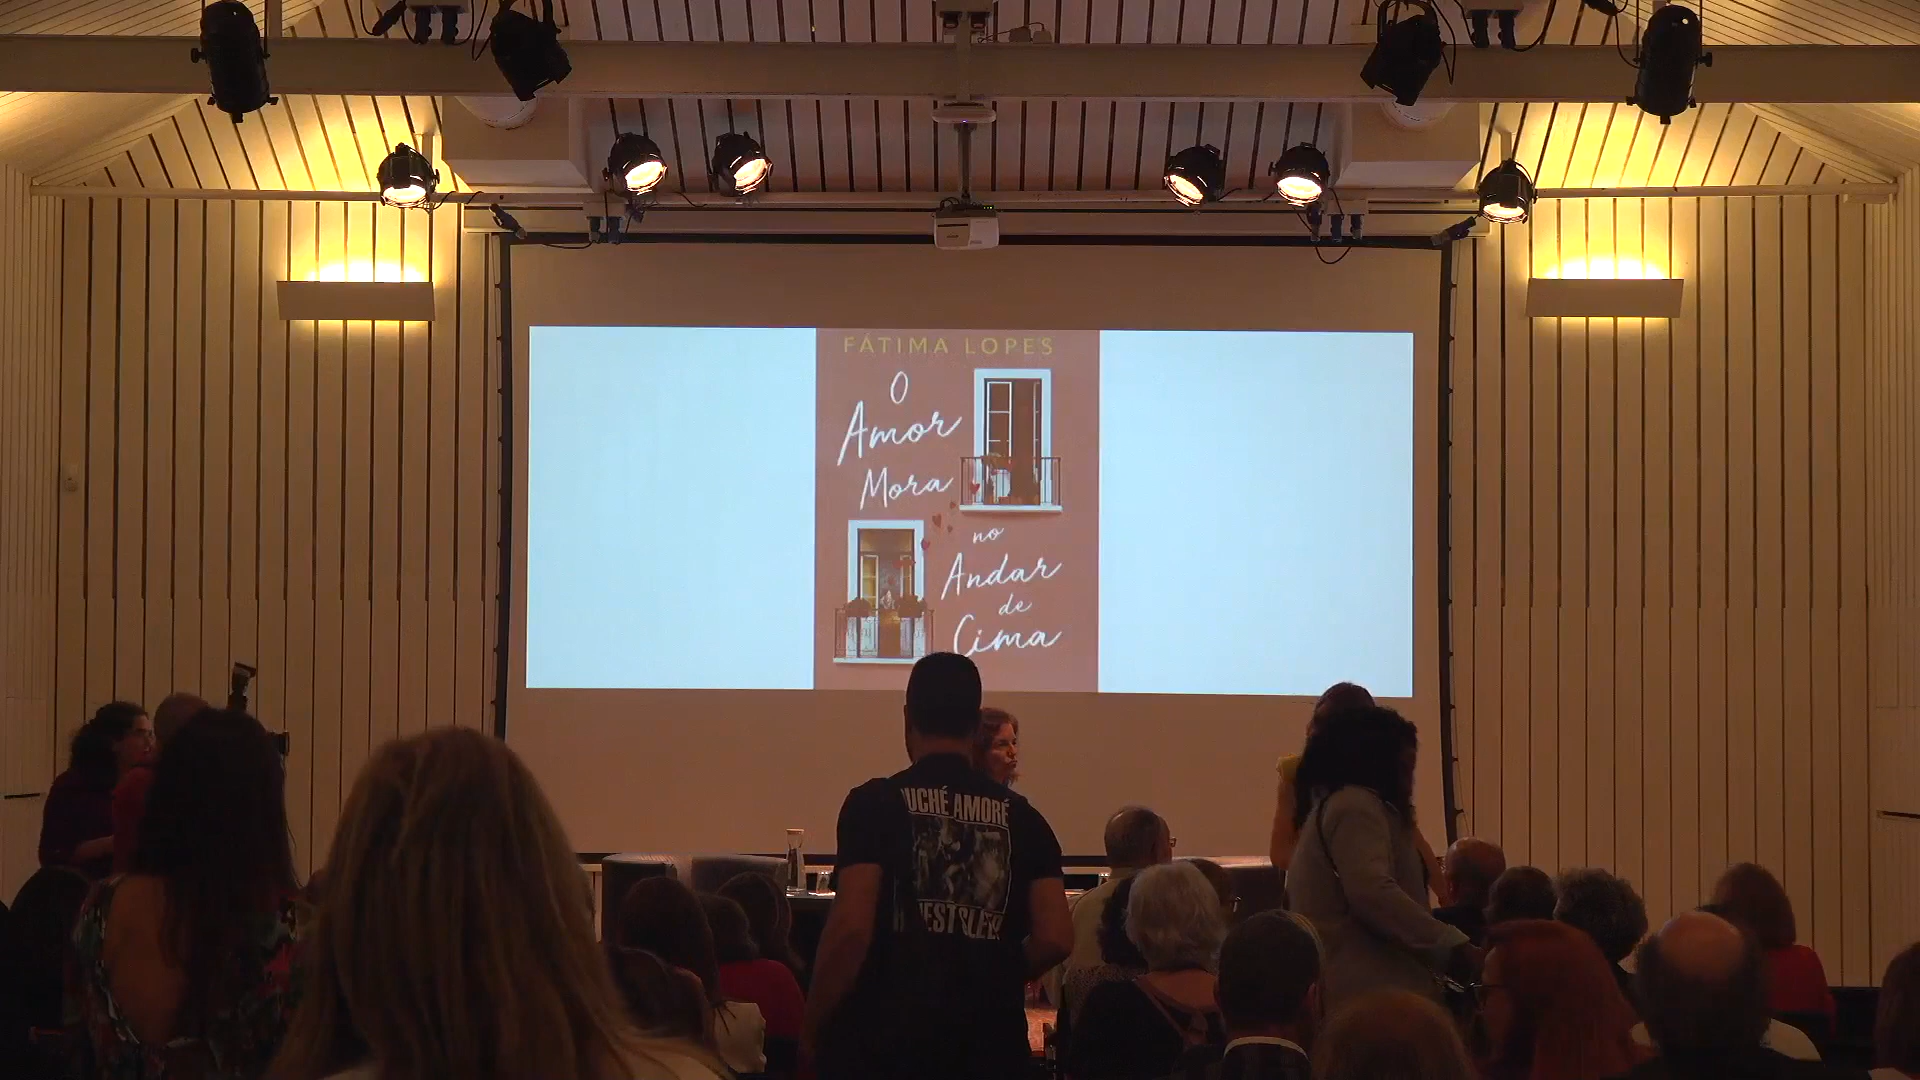 FÁTIMA LOPES
O
Amor
Mora
no
Andar
de
Cima
UCHÉ AMORÉ